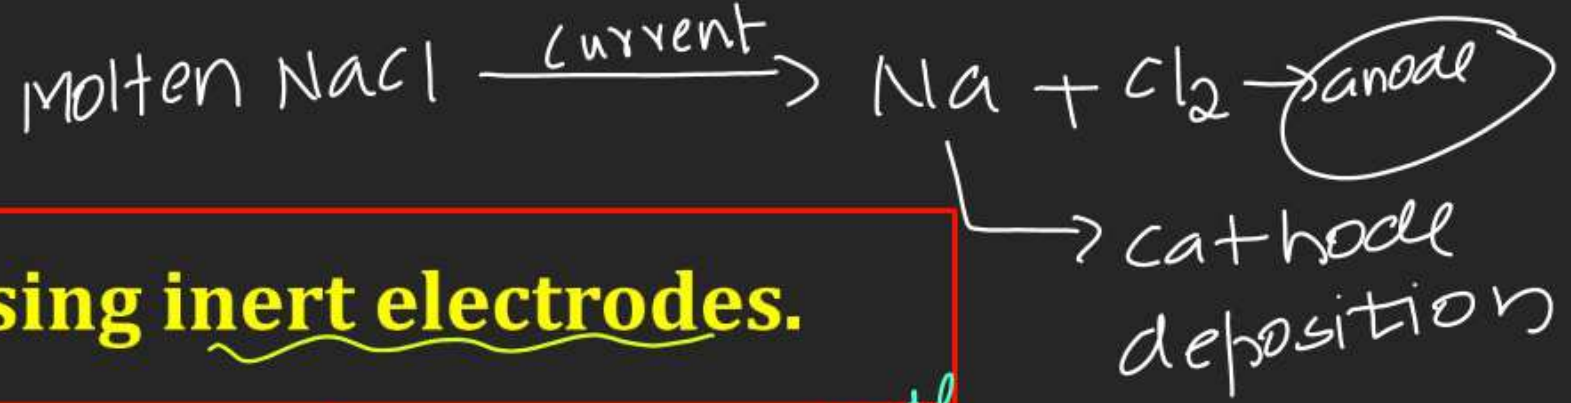 Molten NaCl current → Na + Cl2 → anode
→ cathode
sing inert electrodes.
deposition